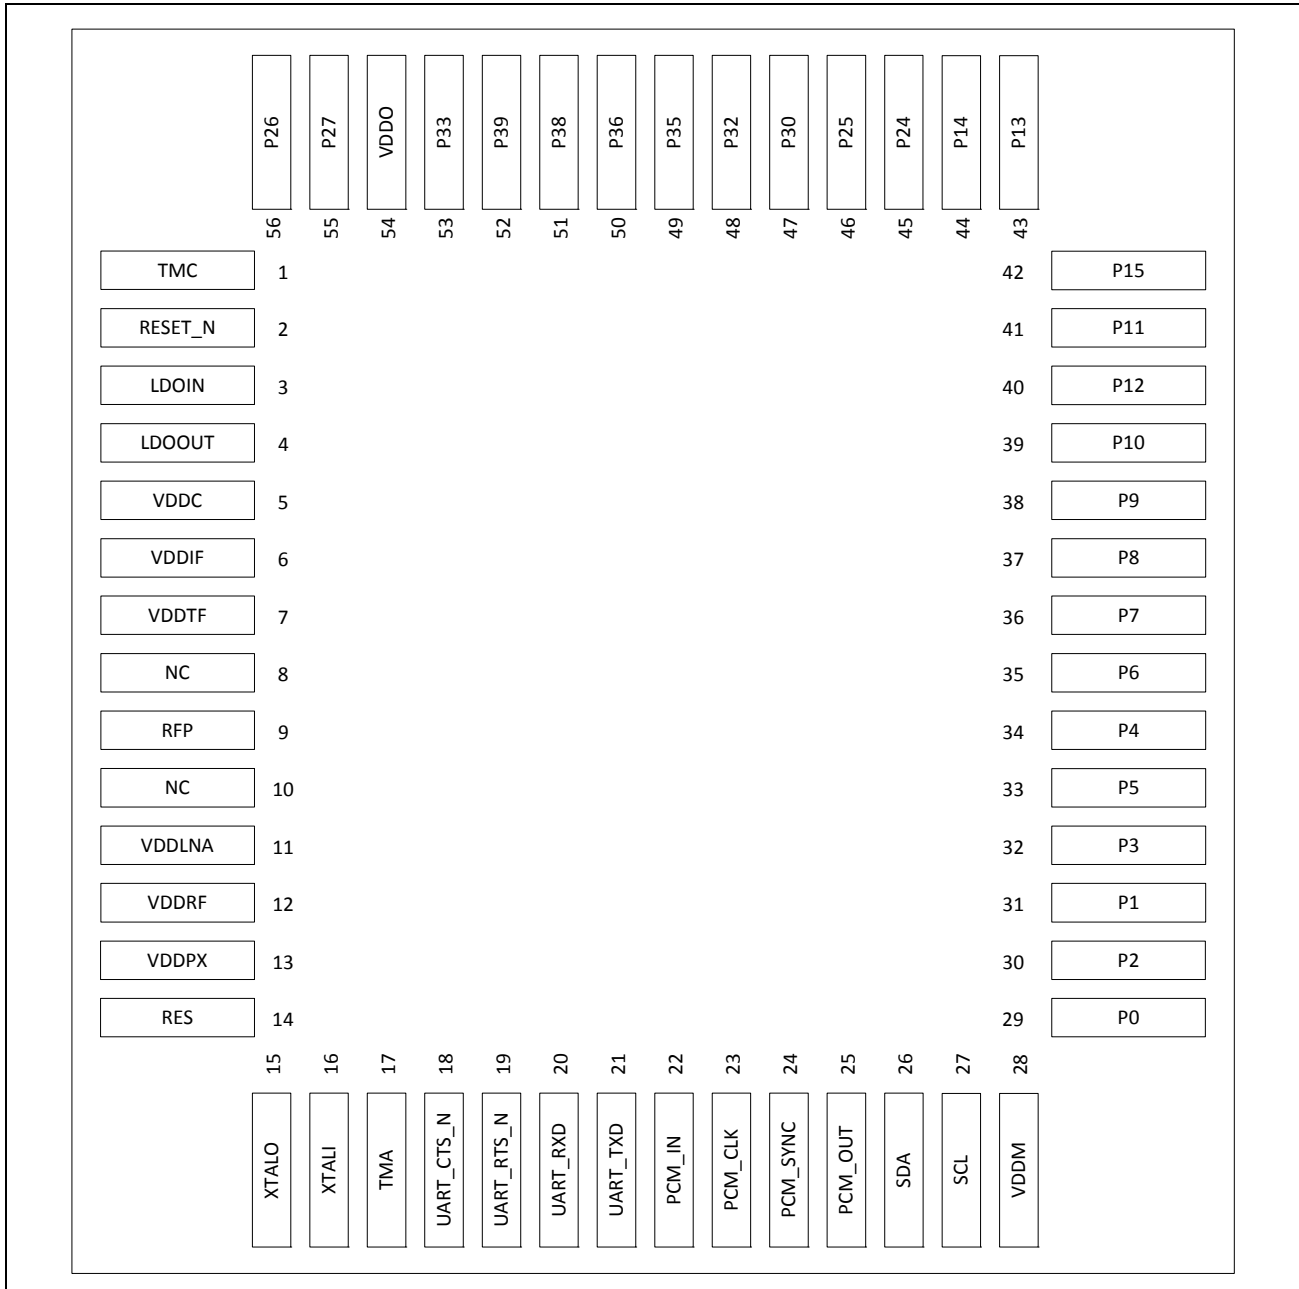 P26 P27 VDDO P33 P39 P38 P36 P35 P32 P30 P25 P24 P14 P13
56 55 54 53 52 51 50 49 48 47 46 45 44 43
TMC 1 42 P15
RESET_N 2 41 P11
LDOIN 3 40 P12
LDOOUT 4 39 P10
VDDC 5 38 P9
VDDIF 6 37 P8
VDDTF 7 36 P7
NC 8 35 P6
RFP 9 34 P4
NC 10 33 P5
VDDLNA 11 32 P3
VDDRF 12 31 P1
VDDPX 13 30 P2
RES 14 29 P0
15 16 17 18 19 20 21 22 23 24 25 26 27 28
XTALO XTALI TMA UART_CTS_N UART_RTS_N UART_RXD UART_TXD PCM_IN PCM_CLK PCM_SYNC PCM_OUT SDA SCL VDDM